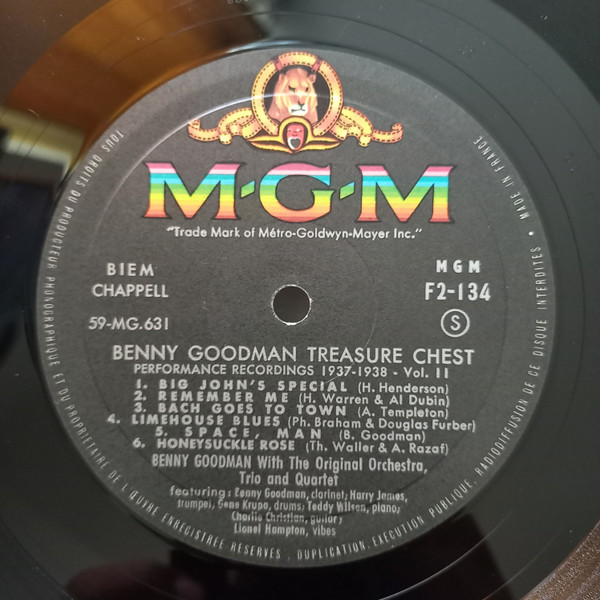 M-G-M
"Trade Mark of Métro-Goldwyn-Mayer Inc."
BIEM
CHAPPELL
59-MG.631
MGM
F2-134
S
BENNY GOODMAN TREASURE CHEST
PERFORMANCE RECORDINGS 1937-1938 - Vol. II
1. BIG JOHN'S SPECIAL (H. Henderson)
2. REMEMBER ME (H. Warren & Al Dubin)
3. BACH GOES TO TOWN (A. Templeton)
4. LIMEHOUSE BLUES (Ph. Braham & Douglas Furber)
5. SPACE, MAN (B. Goodman)
6. HONEYSUCKLE ROSE (Th. Waller & A. Razaf)
BENNY GOODMAN With The Original Orchestra,
Trio and Quartet
featuring: Benny Goodman, clarinet; Harry James,
trumpet, Gene Krupa, drums; Teddy Wilson, piano;
Charlie Christian, guitar;
Lionel Hampton, vibes
TOUS DROITS DU PRODUCTEUR PHONOGRAPHIQUE ET DU PROPRIETAIRE DE L'ŒUVRE ENREGISTREE RESERVES. DUPLICATION. EXECUTION PUBLIQUE, RADIODIFFUSION DE CE DISQUE INTERDITES • MADE IN FRANCE